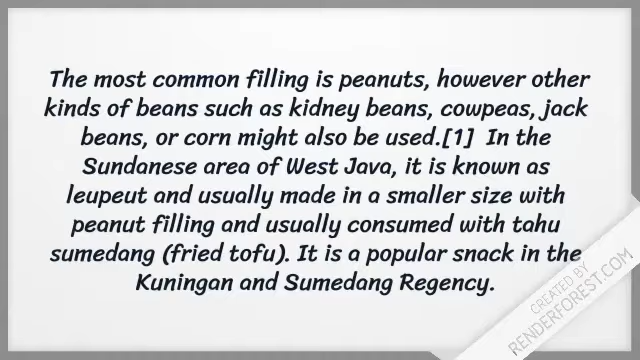 The most common filling is peanuts, however other
kinds of beans such as kidney beans, cowpeas, jack
beans, or corn might also be used.[1]  In the
Sundanese area of West Java, it is known as
leupeut and usually made in a smaller size with
peanut filling and usually consumed with tahu
sumedang (fried tofu). It is a popular snack in the
Kuningan and Sumedang Regency.
CREATED BY
RENDERFOREST.COM